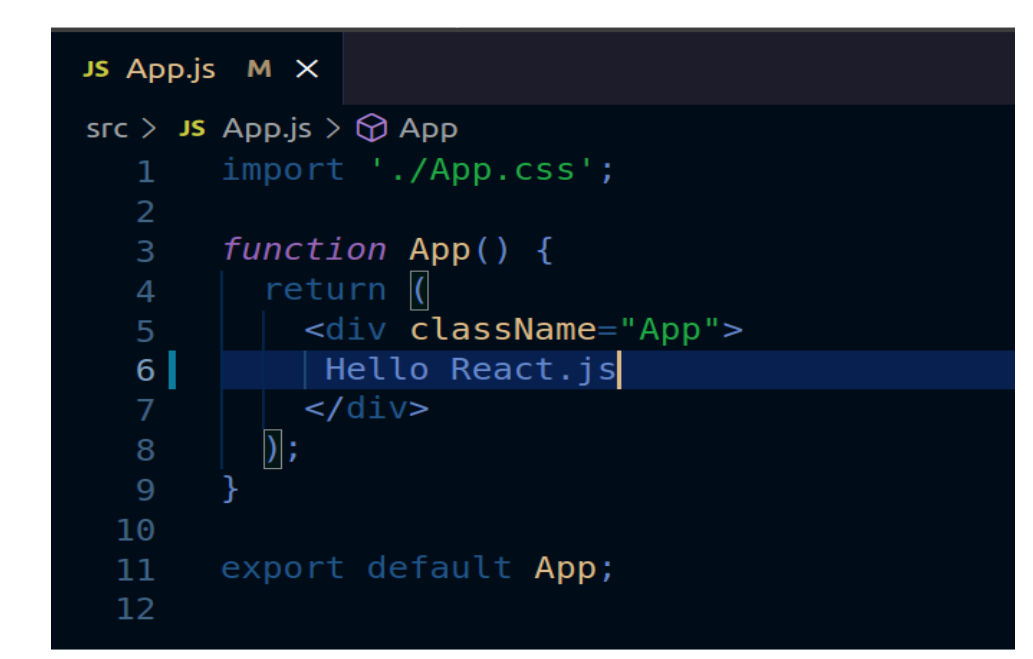 JS App.js M ×
src > JS App.js > App
1 import './App.css';
2
3 function App() {
4 return (
5 <div className="App">
6 Hello React.js
7 </div>
8 );
9 }
10
11 export default App;
12